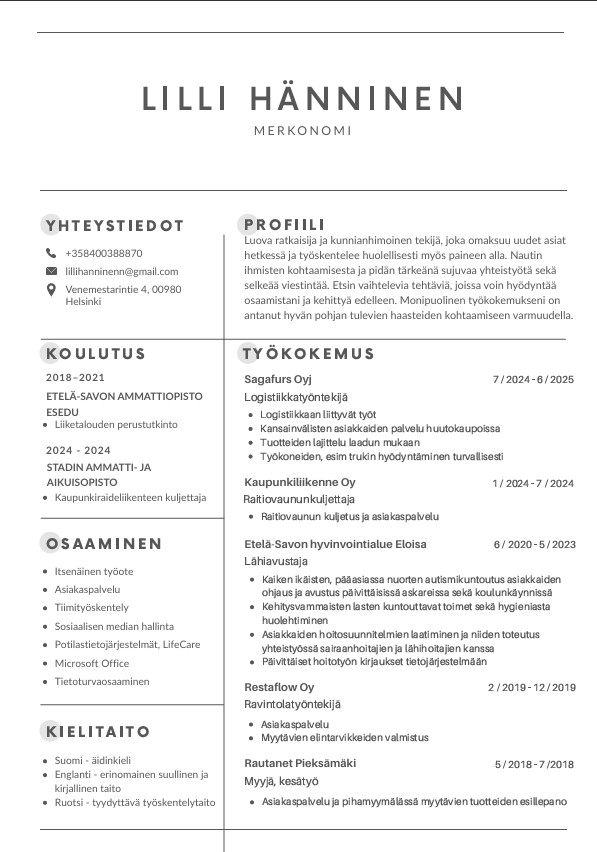 LILLI HÄNNINEN
MERKONOMI
YHTEYSTIEDOT
+358400388870
lillihanninenn@gmail.com
Venemestarintie 4, 00980
Helsinki
PROFIILI
Luova ratkaisija ja kunnianhimoinen tekijä, joka omaksuu uudet asiat
hetkessä ja työskentelee huolellisesti myös paineen alla. Nautin
ihmisten kohtaamisesta ja pidän tärkeänä sujuvaa yhteistyötä sekä
selkeää viestintää. Etsin vaihtelevia tehtäviä, joissa voin hyödyntää
osaamistani ja kehittyä edelleen. Monipuolinen työkokemukseni on
antanut hyvän pohjan tulevien haasteiden kohtaamiseen varmuudella.
KOULUTUS
2018–2021
ETELÄ-SAVON AMMATTIOPISTO
ESEDU
• Liiketalouden perustutkinto
2024 - 2024
STADIN AMMATTI- JA
AIKUISOPISTO
• Kaupunkiraideliikenteen kuljettaja
OSAAMINEN
• Itsenäinen työote
• Asiakaspalvelu
• Tiimityöskentely
• Sosiaalisen median hallinta
• Potilastietojärjestelmät, LifeCare
• Microsoft Office
• Tietoturvaosaaminen
KIELITAITO
• Suomi - äidinkieli
• Englanti - erinomainen suullinen ja
kirjallinen taito
• Ruotsi - tyydyttävä työskentelytaito
TYÖKOKEMUS
Sagafurs Oyj 7/2024-6/2025
Logistiikkatyöntekijä
• Logistiikkaan liittyvät työt
• Kansainvälisten asiakkaiden palvelu huutokaupoissa
• Tuotteiden lajittelu laadun mukaan
• Työkoneiden, esim trukin hyödyntäminen turvallisesti
Kaupunkiliikenne Oy 1/2024-7/2024
Raitiovaununkuljettaja
• Raitiovaunun kuljetus ja asiakaspalvelu
Etelä-Savon hyvinvointialue Eloisa 6/2020-5/2023
Lähiavustaja
• Kaiken ikäisten, pääasiassa nuorten autismikuntoutus asiakkaiden
ohjaus ja avustus päivittäisissä askareissa sekä koulunkäynnissä
• Kehitysvammaisten lasten kuntouttavat toimet sekä hygieniasta
huolehtiminen
• Asiakkaiden hoitosuunnitelmien laatiminen ja niiden toteutus
yhteistyössä sairaanhoitajien ja lähihoitajien kanssa
• Päivittäiset hoitotyön kirjaukset tietojärjestelmään
Restaflow Oy 2/2019-12/2019
Ravintolatyöntekijä
• Asiakaspalvelu
• Myytävien elintarvikkeiden valmistus
Rautanet Pieksämäki 5/2018-7/2018
Myyjä, kesätyö
• Asiakaspalvelu ja pihamyymälässä myytävien tuotteiden esillepano